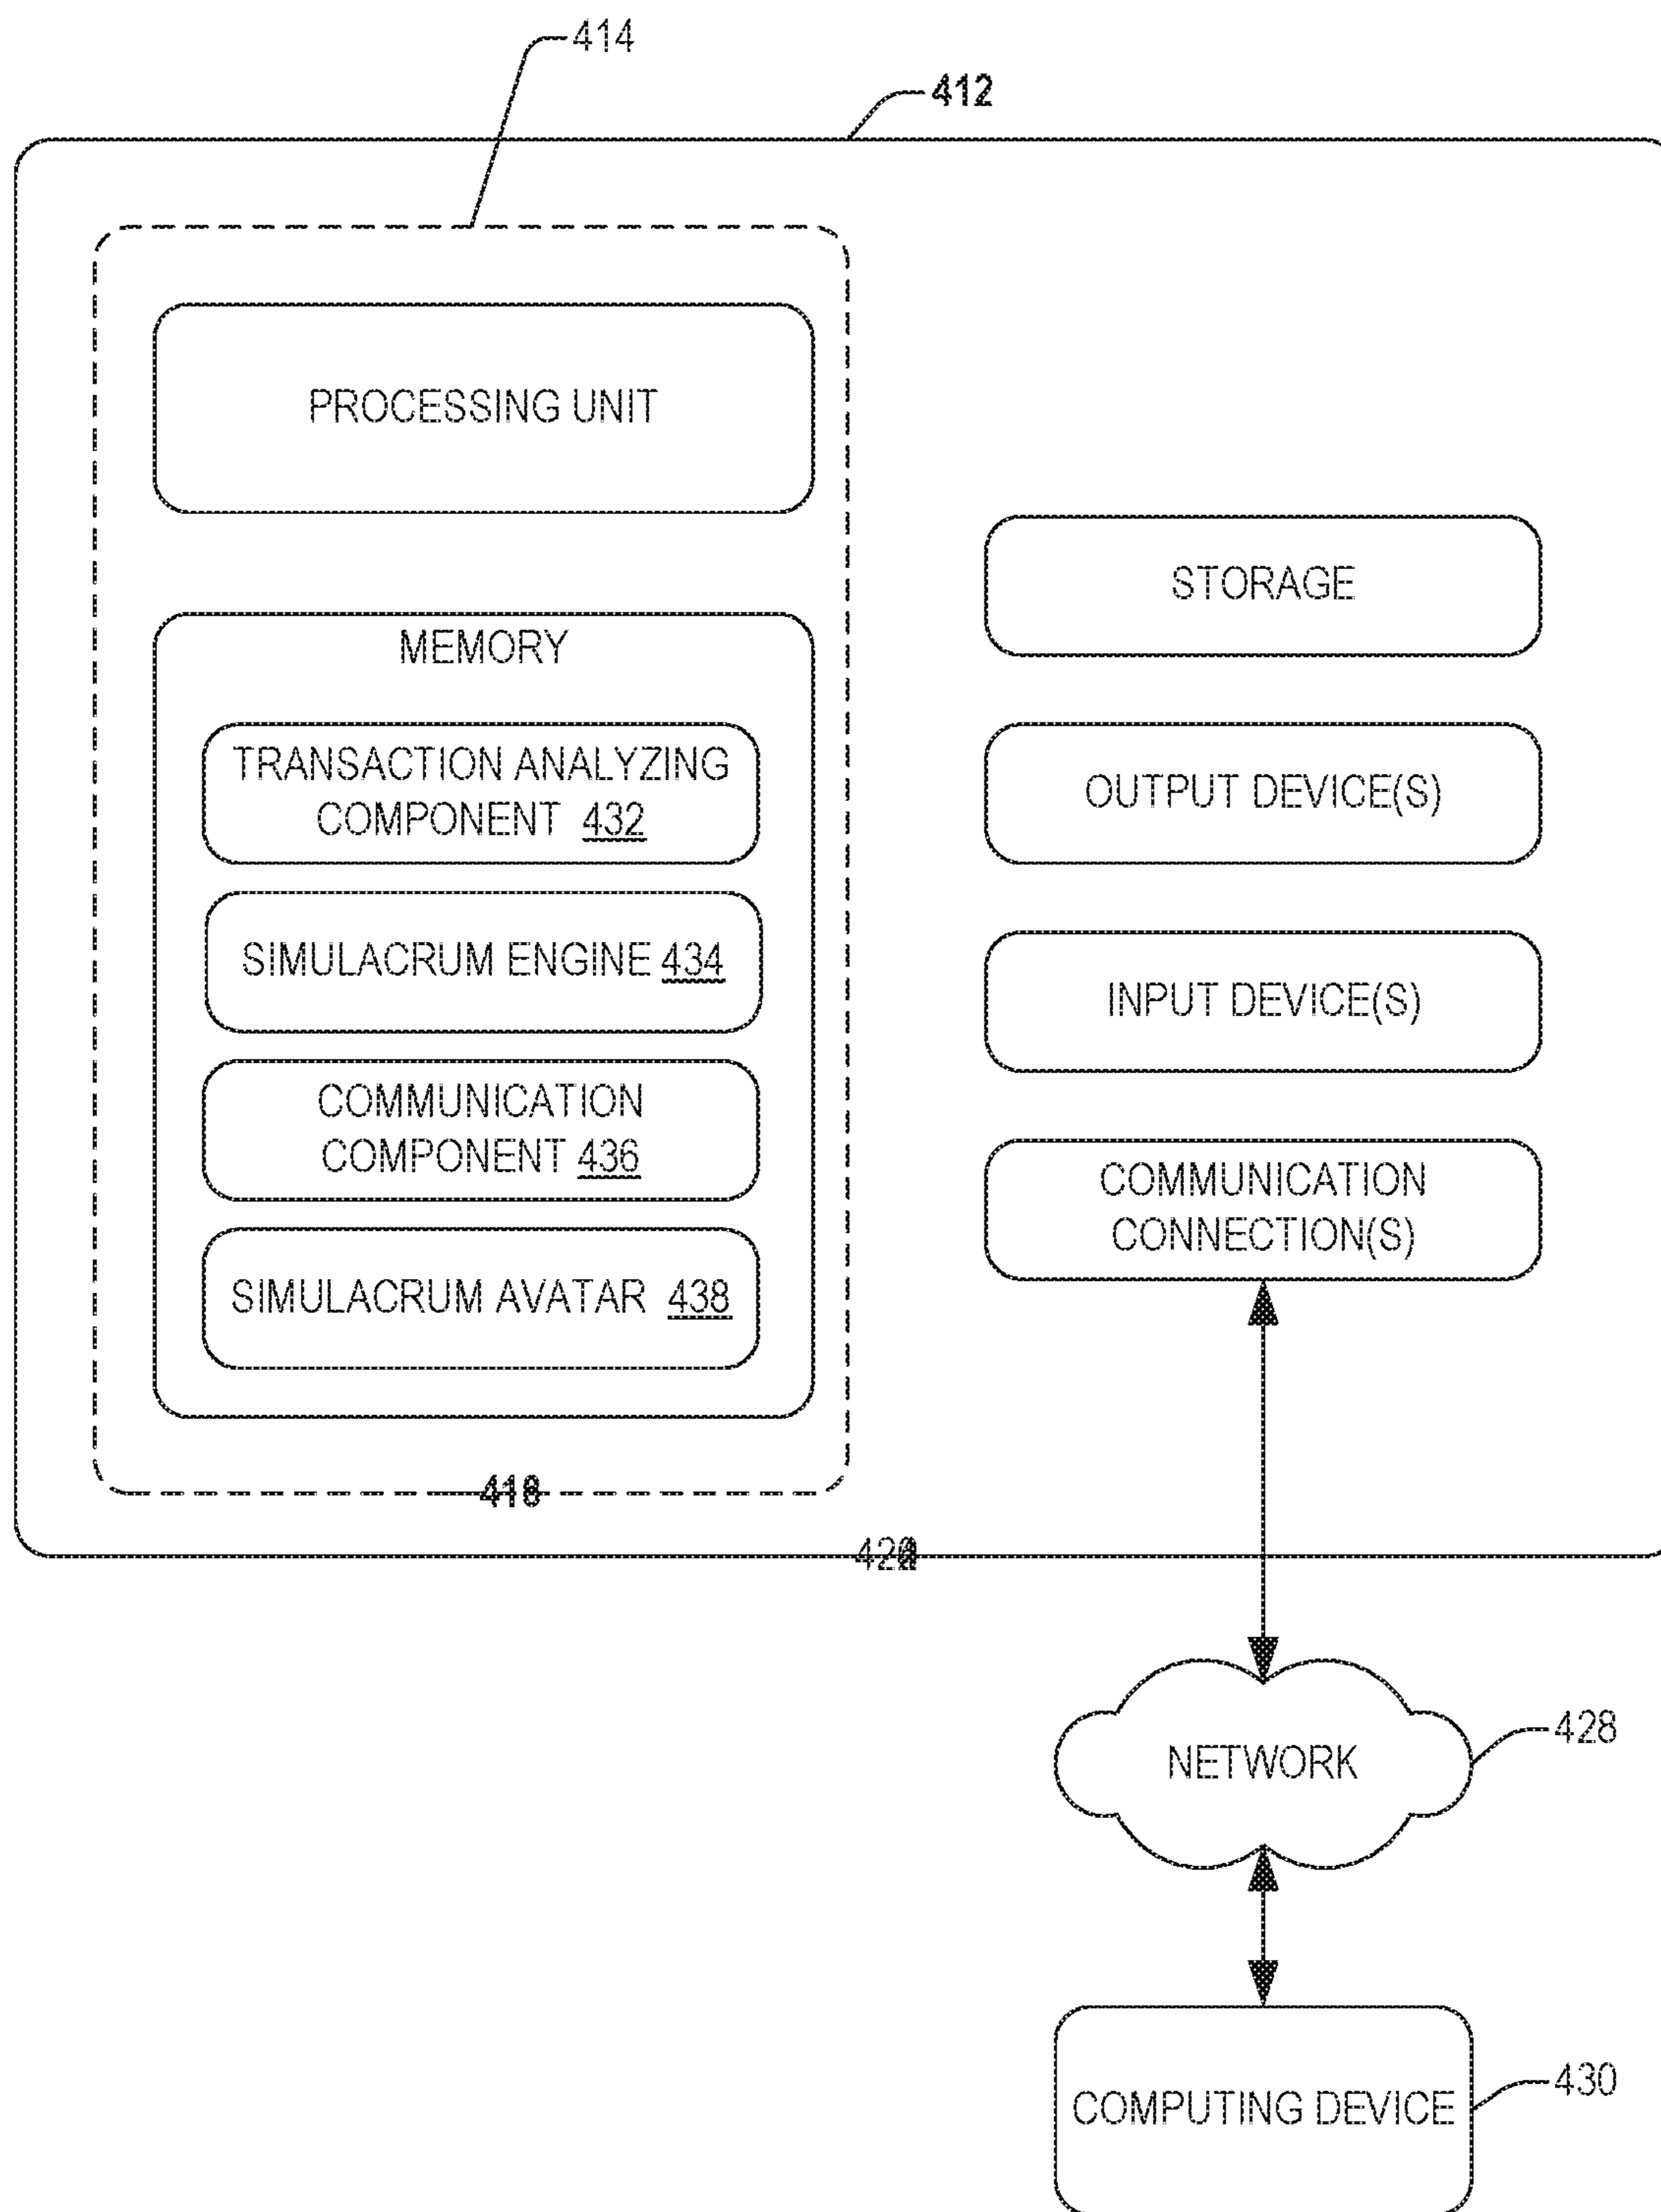 414
412
PROCESSING UNIT
MEMORY
TRANSACTION ANALYZING
COMPONENT 432
SIMULACRUM ENGINE 434
COMMUNICATION
COMPONENT 436
SIMULACRUM AVATAR 438
STORAGE
OUTPUT DEVICE(S)
INPUT DEVICE(S)
COMMUNICATION
CONNECTION(S)
NETWORK
428
COMPUTING DEVICE
430